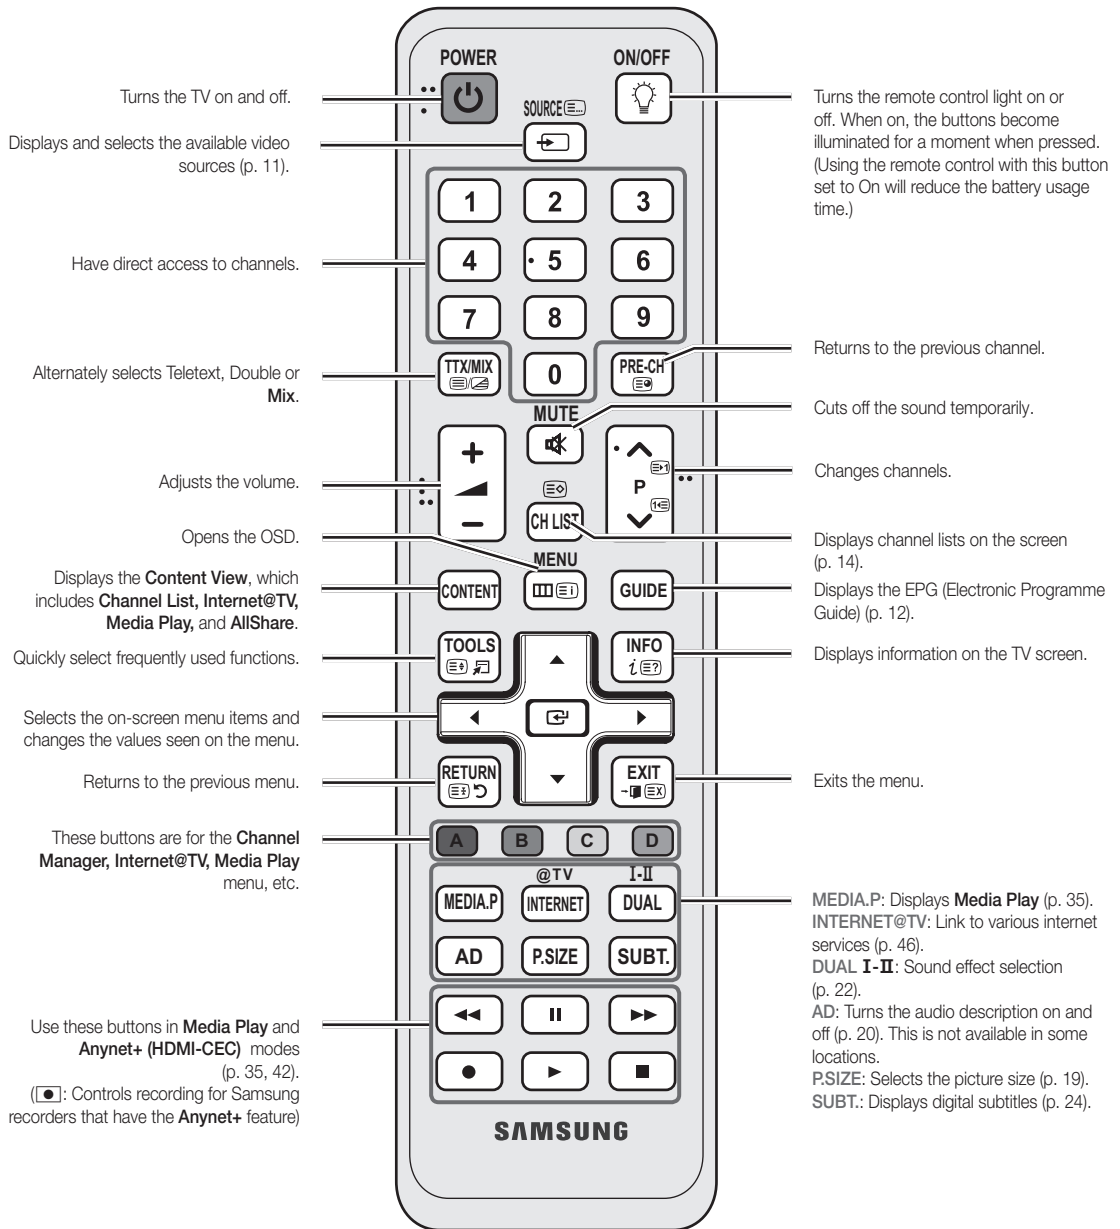 POWER
ON/OFF
SOURCE
Turns the TV on and off.
Displays and selects the available video
sources (p. 11).
Have direct access to channels.
Alternately selects Teletext, Double or
Mix.
Adjusts the volume.
Opens the OSD.
Displays the Content View, which
includes Channel List, Internet@TV,
Media Play, and AllShare.
Quickly select frequently used functions.
Selects the on-screen menu items and
changes the values seen on the menu.
Returns to the previous menu.
These buttons are for the Channel
Manager, Internet@TV, Media Play
menu, etc.
Use these buttons in Media Play and
Anynet+ (HDMI-CEC) modes
(p. 35, 42).
(: Controls recording for Samsung
recorders that have the Anynet+ feature)
1 2 3
4 5 6
7 8 9
TTX/MIX 0 PRE-CH
MUTE
P
CH LIST
MENU
CONTENT GUIDE
TOOLS INFO
RETURN EXIT
A B C D
@TV I-II
MEDIA.P INTERNET DUAL
AD P.SIZE SUBT.
SAMSUNG
Turns the remote control light on or
off. When on, the buttons become
illuminated for a moment when pressed.
(Using the remote control with this button
set to On will reduce the battery usage
time.)
Returns to the previous channel.
Cuts off the sound temporarily.
Changes channels.
Displays channel lists on the screen
(p. 14).
Displays the EPG (Electronic Programme
Guide) (p. 12).
Displays information on the TV screen.
Exits the menu.
MEDIA.P: Displays Media Play (p. 35).
INTERNET@TV: Link to various internet
services (p. 46).
DUAL I-II: Sound effect selection
(p. 22).
AD: Turns the audio description on and
off (p. 20). This is not available in some
locations.
P.SIZE: Selects the picture size (p. 19).
SUBT.: Displays digital subtitles (p. 24).